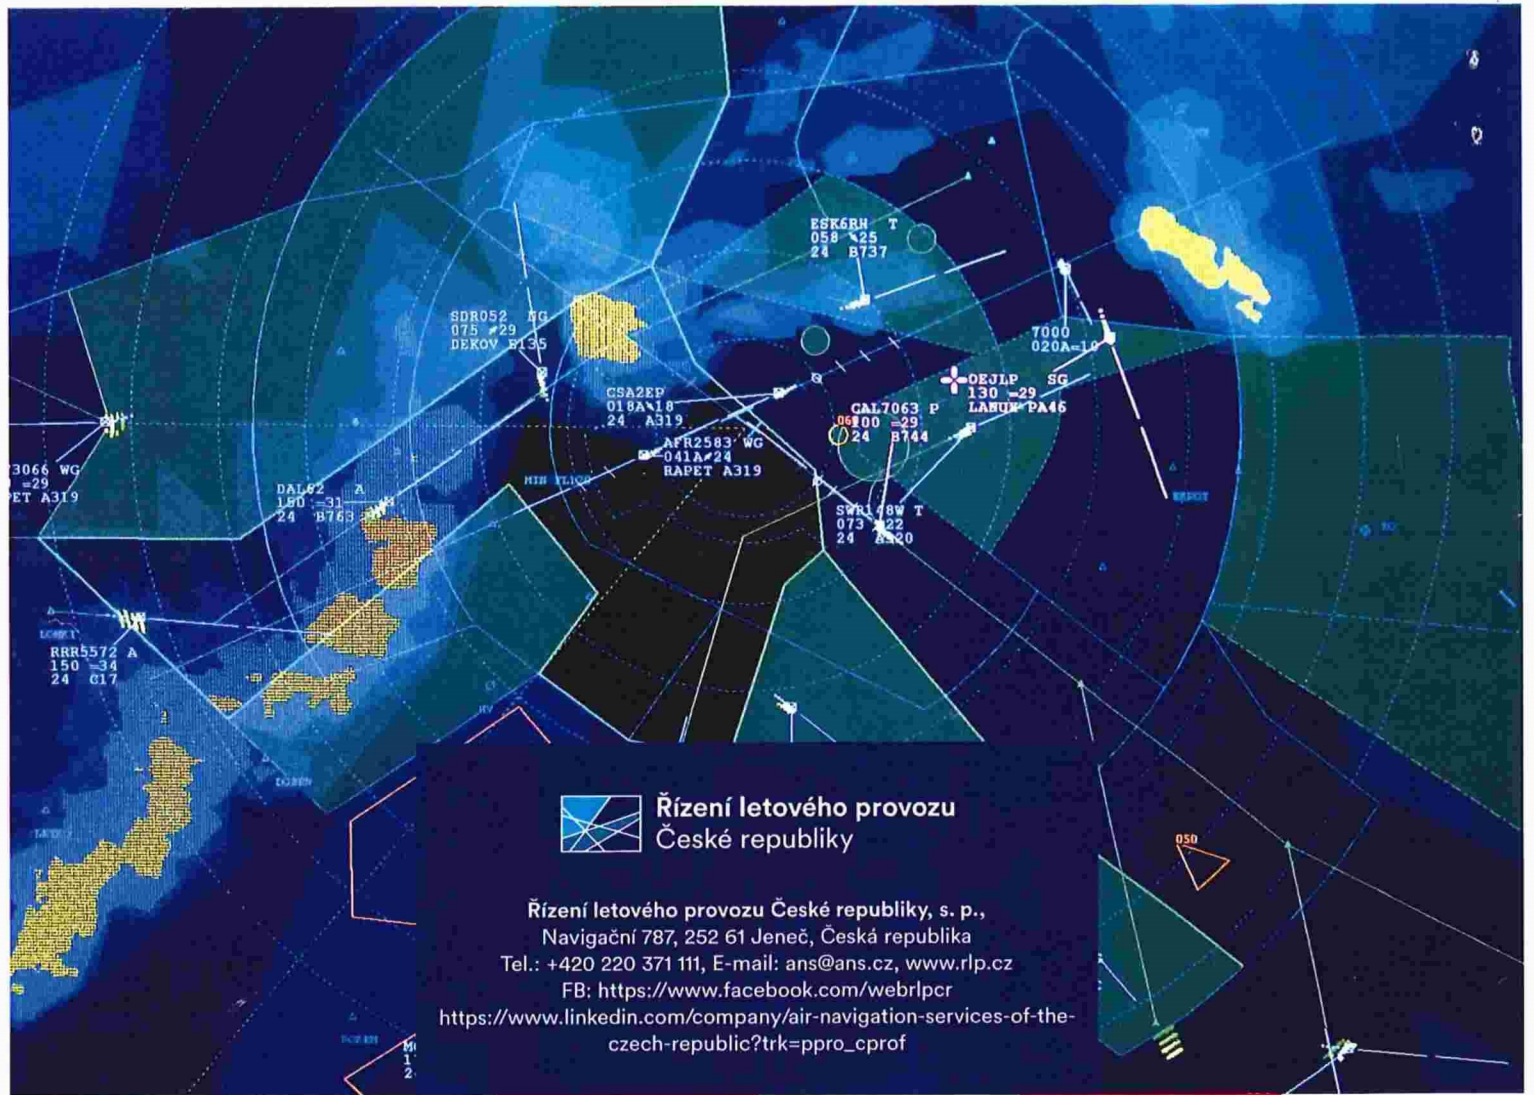 ESK6RH T
058 25
24 B737
SDR052 NG
075 29
DEKOV E135
7000
020A=10
OEJLP SG
130 =29
PA46
CSA2EP
018A 18
24 A319
CAL7063 P
100 =29
24 B744
AFR2583 WG
041A 24
RAPET A319
3066 WG
=29
PET A319
MIN FL100
DAL62 A
150 =31
24 B763
SWR148W T
073 22
24 A320
RRR5572 A
150 =34
24 C17
050
Řízení letového provozu
České republiky
Řízení letového provozu České republiky, s. p.,
Navigační 787, 252 61 Jeneč, Česká republika
Tel.: +420 220 371 111, E-mail: ans@ans.cz, www.rlp.cz
FB: https://www.facebook.com/webrlpcr
https://www.linkedin.com/company/air-navigation-services-of-the-
czech-republic?trk=ppro_cprof